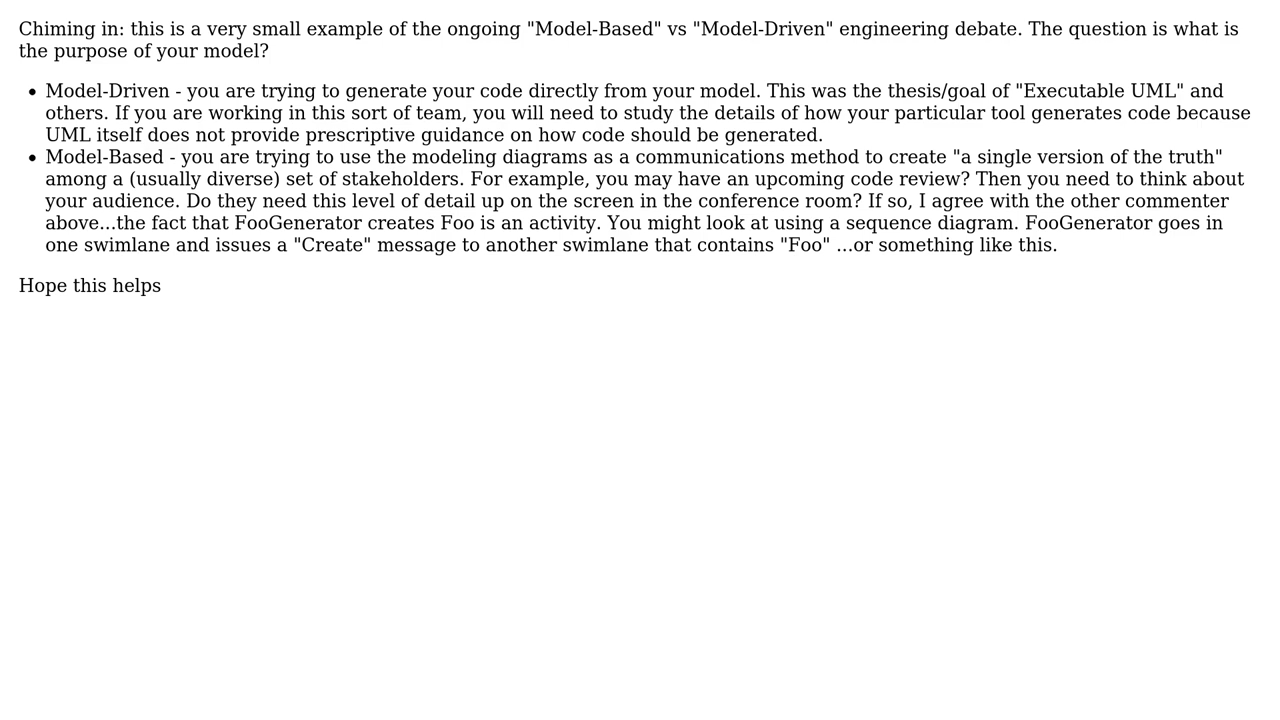 Chiming in: this is a very small example of the ongoing "Model-Based" vs "Model-Driven" engineering debate. The question is what is
the purpose of your model?
• Model-Driven - you are trying to generate your code directly from your model. This was the thesis/goal of "Executable UML" and
others. If you are working in this sort of team, you will need to study the details of how your particular tool generates code because
UML itself does not provide prescriptive guidance on how code should be generated.
• Model-Based - you are trying to use the modeling diagrams as a communications method to create "a single version of the truth"
among a (usually diverse) set of stakeholders. For example, you may have an upcoming code review? Then you need to think about
your audience. Do they need this level of detail up on the screen in the conference room? If so, I agree with the other commenter
above...the fact that FooGenerator creates Foo is an activity. You might look at using a sequence diagram. FooGenerator goes in
one swimlane and issues a "Create" message to another swimlane that contains "Foo" ...or something like this.
Hope this helps